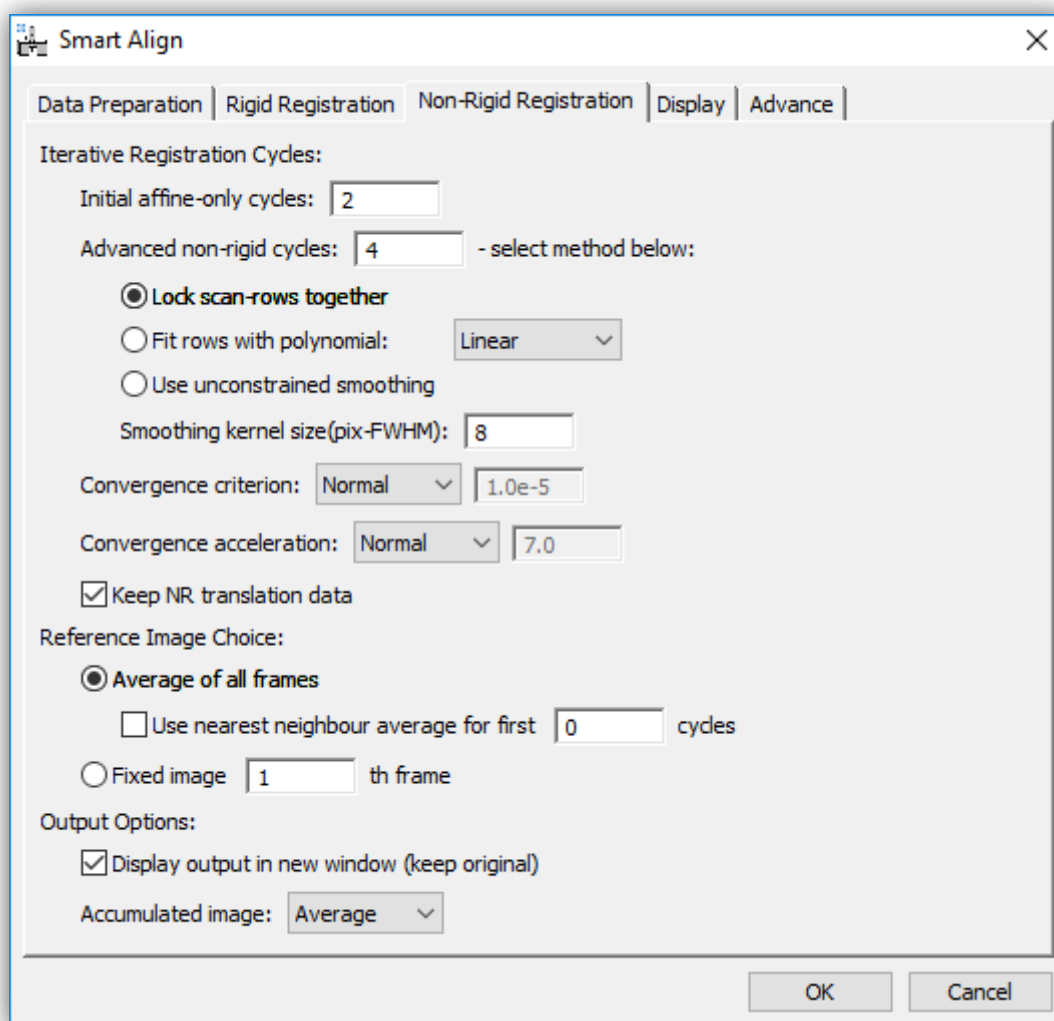 Smart Align
Data Preparation Rigid Registration Non-Rigid Registration Display Advance
Iterative Registration Cycles:
Initial affine-only cycles: 2
Advanced non-rigid cycles: 4 - select method below:
Lock scan-rows together
Fit rows with polynomial: Linear
Use unconstrained smoothing
Smoothing kernel size(pix-FWHM): 8
Convergence criterion: Normal 1.0e-5
Convergence acceleration: Normal 7.0
Keep NR translation data
Reference Image Choice:
Average of all frames
Use nearest neighbour average for first 0 cycles
Fixed image 1 th frame
Output Options:
Display output in new window (keep original)
Accumulated image: Average
OK Cancel